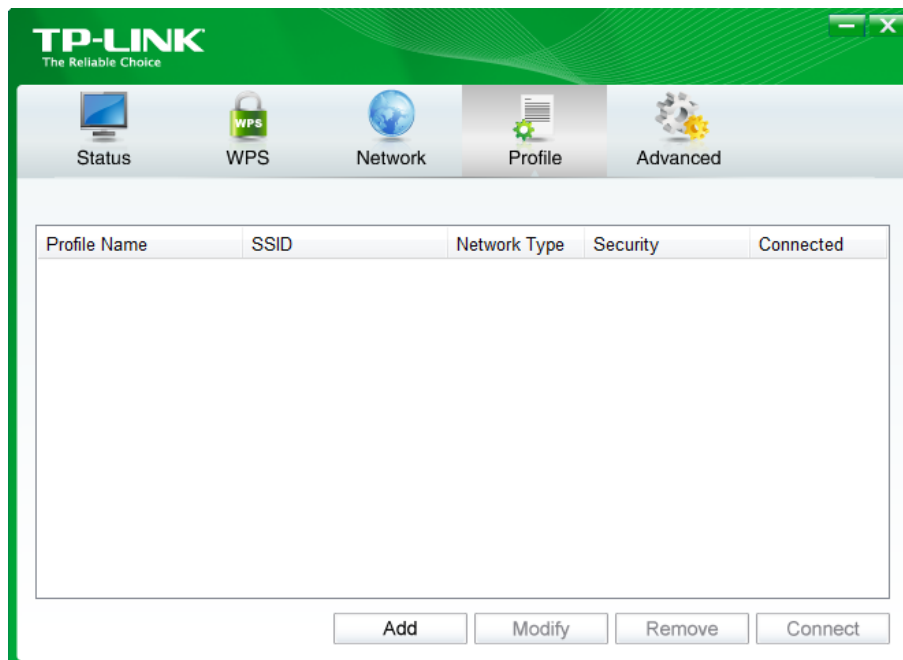 TP-LINK
The Reliable Choice
WPS
Status WPS Network Profile Advanced
Profile Name SSID Network Type Security Connected
Add Modify Remove Connect